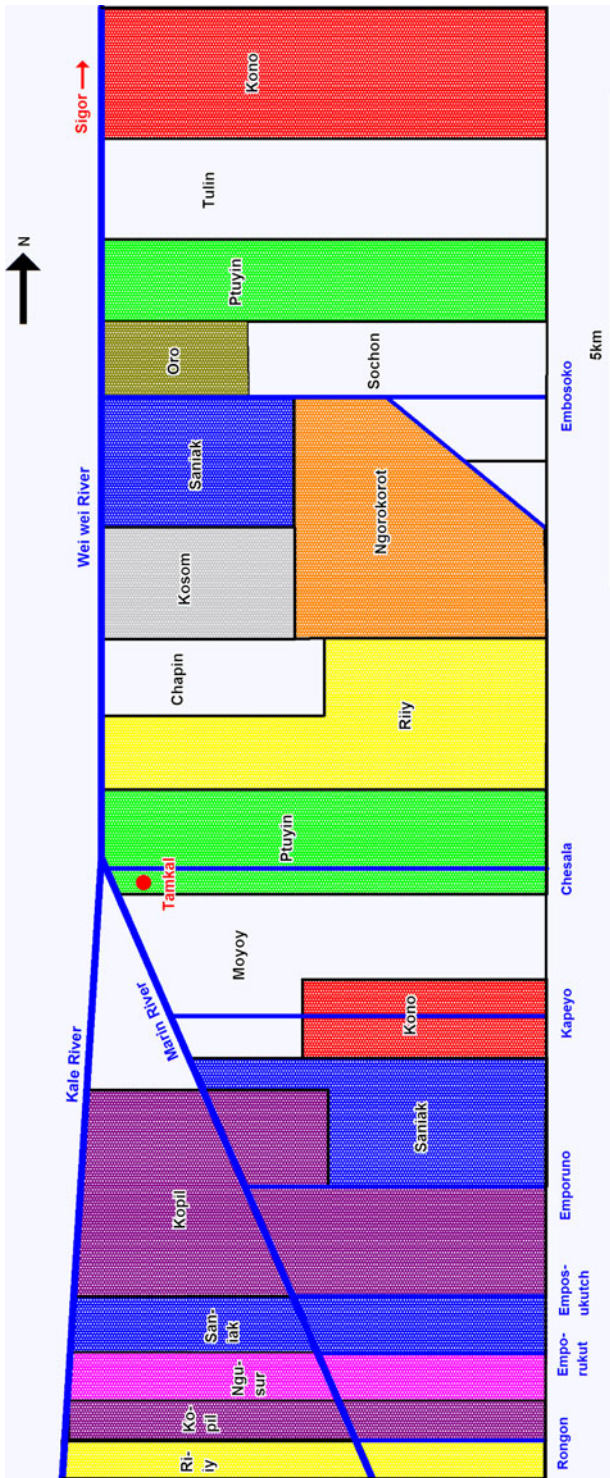 N
Sigor
Kale River
Wei wei River
Marin River
Ri-
iy
Ko-
pil
Ngu-
sur
San-
iak
Kopil
Saniak
Kono
Moyoy
Tamkal
Ptuyin
Riiy
Chapin
Kosom
Saniak
Ngorokorot
Oro
Sochon
Ptuyin
Tulin
Kono
Rongon
Empo-
rukut
Empos-
ukutch
Emporuno
Kapeyo
Chesala
Embosoko
5km